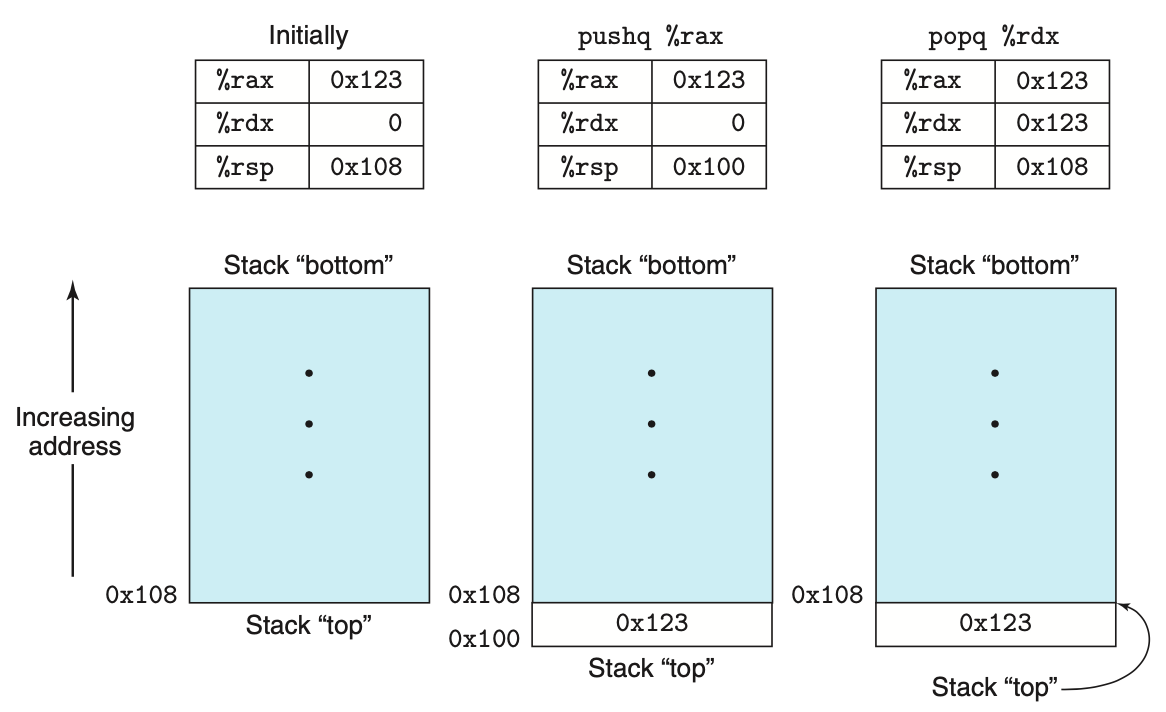 Initially
%rax 0x123
%rdx 0
%rsp 0x108
pushq %rax
%rax 0x123
%rdx 0
%rsp 0x100
popq %rdx
%rax 0x123
%rdx 0x123
%rsp 0x108
Increasing
address
Stack “bottom”
0x108
Stack “top”
Stack “bottom”
0x108
0x123
0x100
Stack “top”
Stack “bottom”
0x108
0x123
Stack “top”